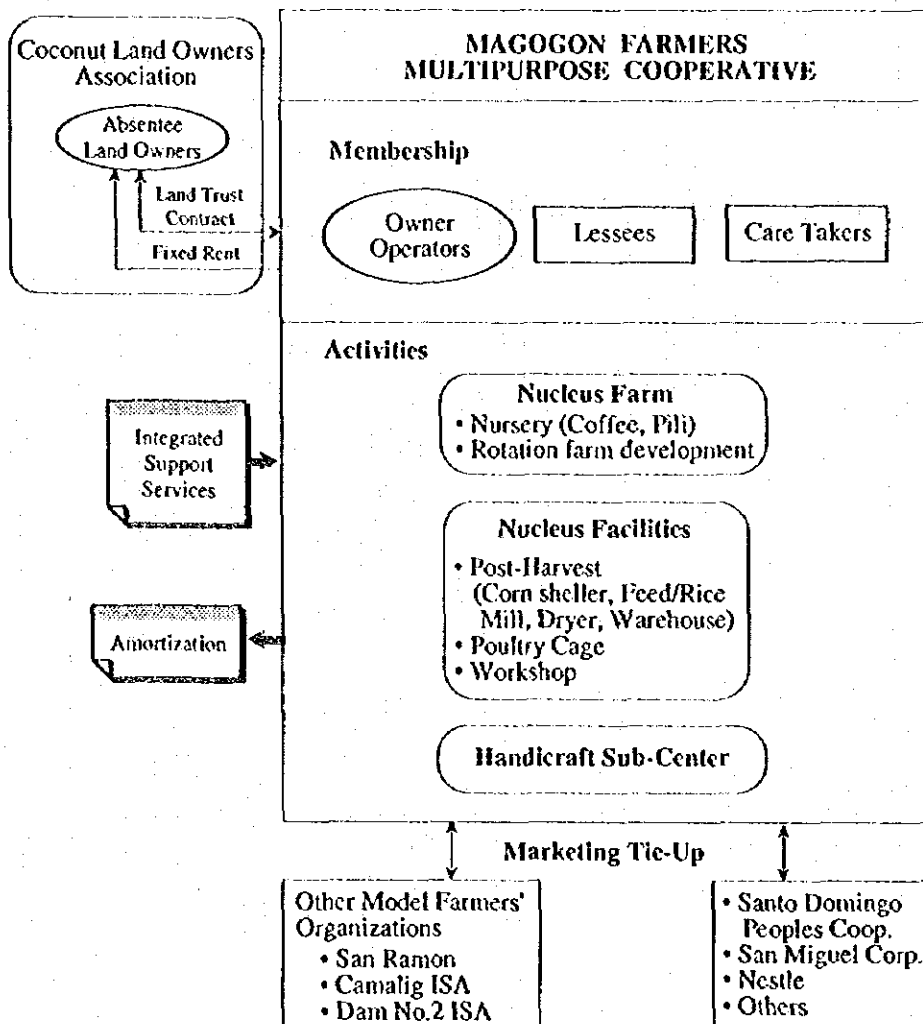 Coconut Land Owners
Association
Absentee
Land Owners
Land Trust
Contract
Fixed Rent
MAGOGON FARMERS
MULTIPURPOSE COOPERATIVE
Membership
Owner
Operators
Lessees
Care Takers
Activities
Nucleus Farm
• Nursery (Coffee, Pili)
• Rotation farm development
Integrated
Support
Services
Nucleus Facilities
• Post-Harvest
(Corn sheller, Feed/Rice
Mill, Dryer, Warehouse)
• Poultry Cage
• Workshop
Amortization
Handicraft Sub-Center
Marketing Tie-Up
Other Model Farmers'
Organizations
• San Ramon
• Camalig ISA
• Dam No.2 ISA
• Santo Domingo
Peoples Coop.
• San Miguel Corp.
• Nestle
• Others